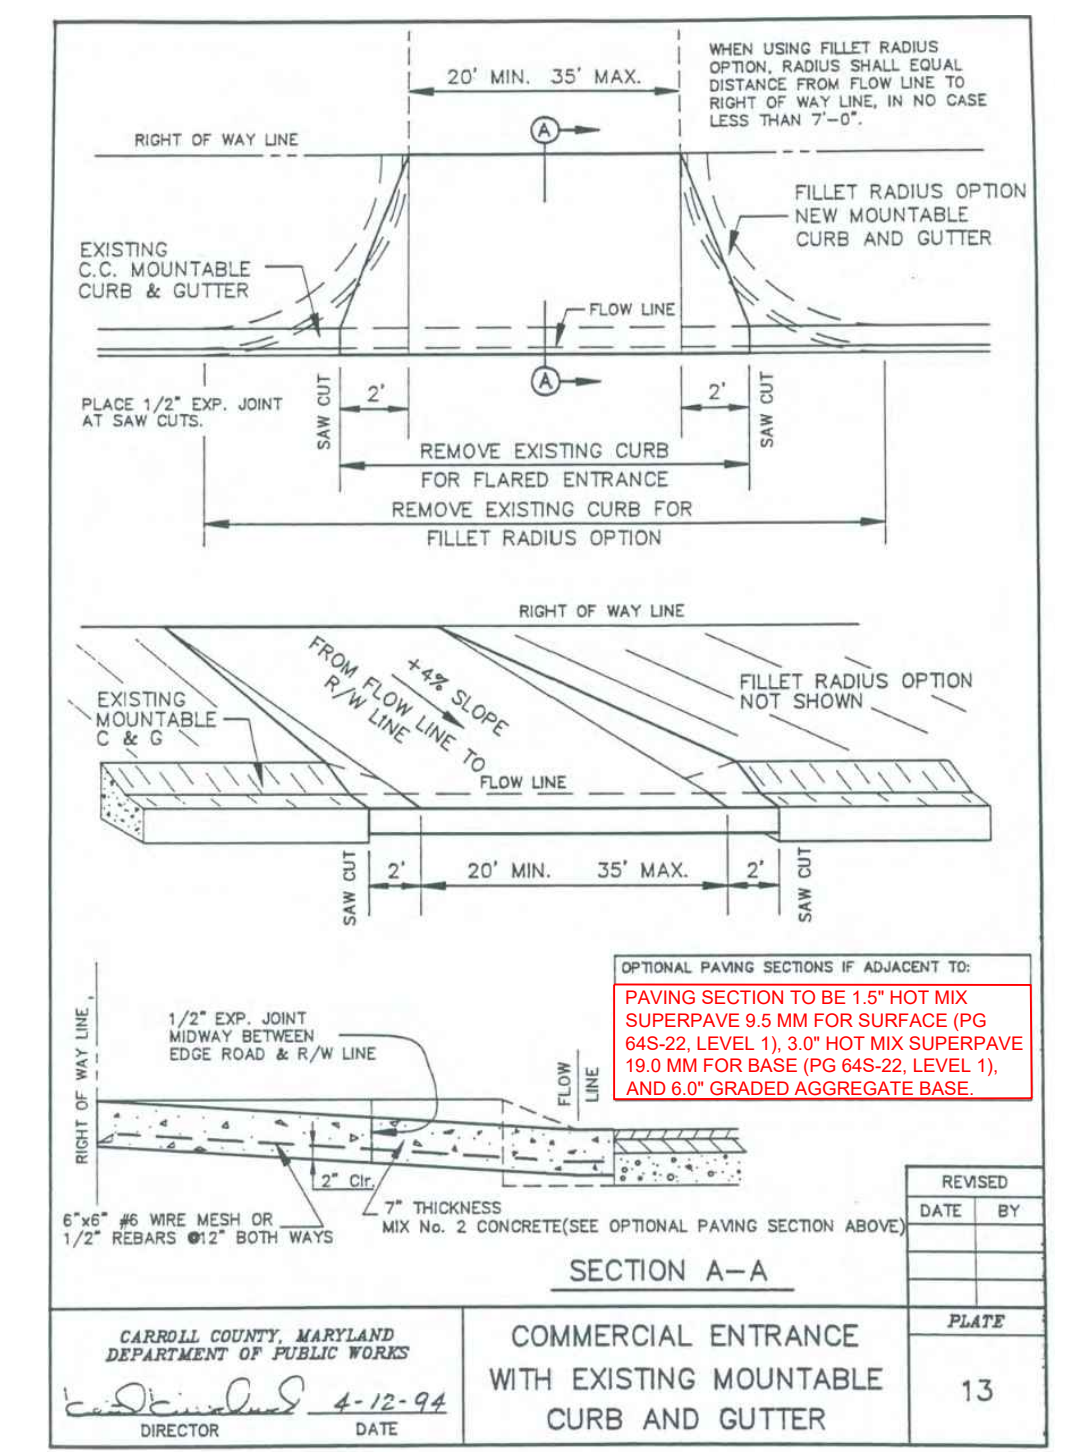 20' MIN. 35' MAX.
WHEN USING FILLET RADIUS
OPTION, RADIUS SHALL EQUAL
DISTANCE FROM FLOW LINE TO
RIGHT OF WAY LINE, IN NO CASE
LESS THAN 7'-0".
A
RIGHT OF WAY LINE
FILLET RADIUS OPTION
NEW MOUNTABLE
CURB AND GUTTER
EXISTING
C.C. MOUNTABLE
CURB & GUTTER
FLOW LINE
A
PLACE 1/2" EXP. JOINT
AT SAW CUTS.
SAW CUT
2'
2'
SAW CUT
REMOVE EXISTING CURB
FOR FLARED ENTRANCE
REMOVE EXISTING CURB FOR
FILLET RADIUS OPTION
RIGHT OF WAY LINE
+4% SLOPE
FROM FLOW LINE TO
R/W LINE
FILLET RADIUS OPTION
NOT SHOWN
EXISTING
MOUNTABLE
C & G
FLOW LINE
SAW CUT
2'
20' MIN. 35' MAX.
2'
SAW CUT
OPTIONAL PAVING SECTIONS IF ADJACENT TO:
PAVING SECTION TO BE 1.5" HOT MIX
SUPERPAVE 9.5 MM FOR SURFACE (PG
64S-22, LEVEL 1), 3.0" HOT MIX SUPERPAVE
19.0 MM FOR BASE (PG 64S-22, LEVEL 1),
AND 6.0" GRADED AGGREGATE BASE.
RIGHT OF WAY LINE
1/2" EXP. JOINT
MIDWAY BETWEEN
EDGE ROAD & R/W LINE
FLOW
LINE
2" Clr.
6"x6" #6 WIRE MESH OR
1/2" REBARS @12" BOTH WAYS
7" THICKNESS
MIX No. 2 CONCRETE(SEE OPTIONAL PAVING SECTION ABOVE)
SECTION A-A
REVISED
DATE BY
CARROLL COUNTY, MARYLAND
DEPARTMENT OF PUBLIC WORKS
4-12-94
DIRECTOR DATE
COMMERCIAL ENTRANCE
WITH EXISTING MOUNTABLE
CURB AND GUTTER
PLATE
13